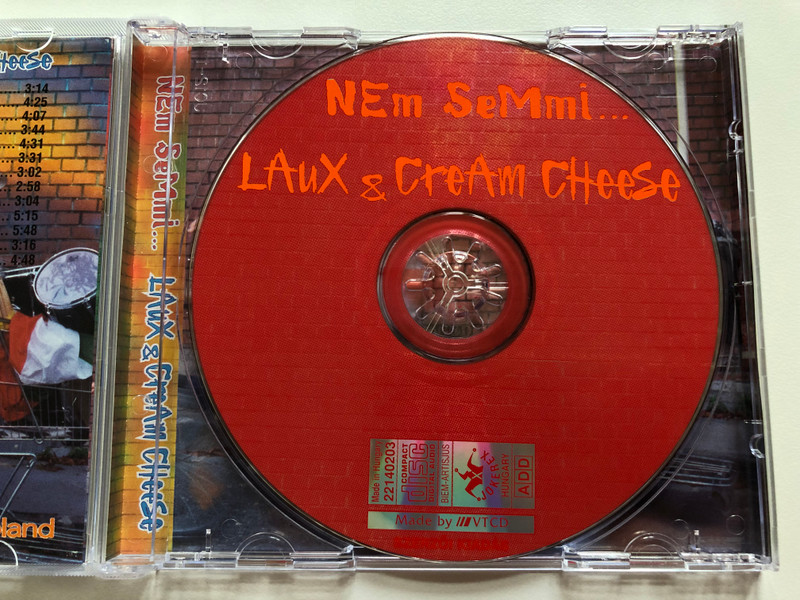 Cheese
3:14
4:25
4:07
3:44
4:31
3:31
3:02
2:58
3:04
5:15
5:48
3:16
4:48
land
NEm SeMmi... LAuX & CreAm CHeeSe
NEm SeMmi...
LAuX & CreAm CHeeSe
Made in Hungary
22140203
COMPACT
disc
DIGITAL AUDIO
BIEM-ARTISJUS
JOKEREX
HUNGARY
ADD
Made by VTCD